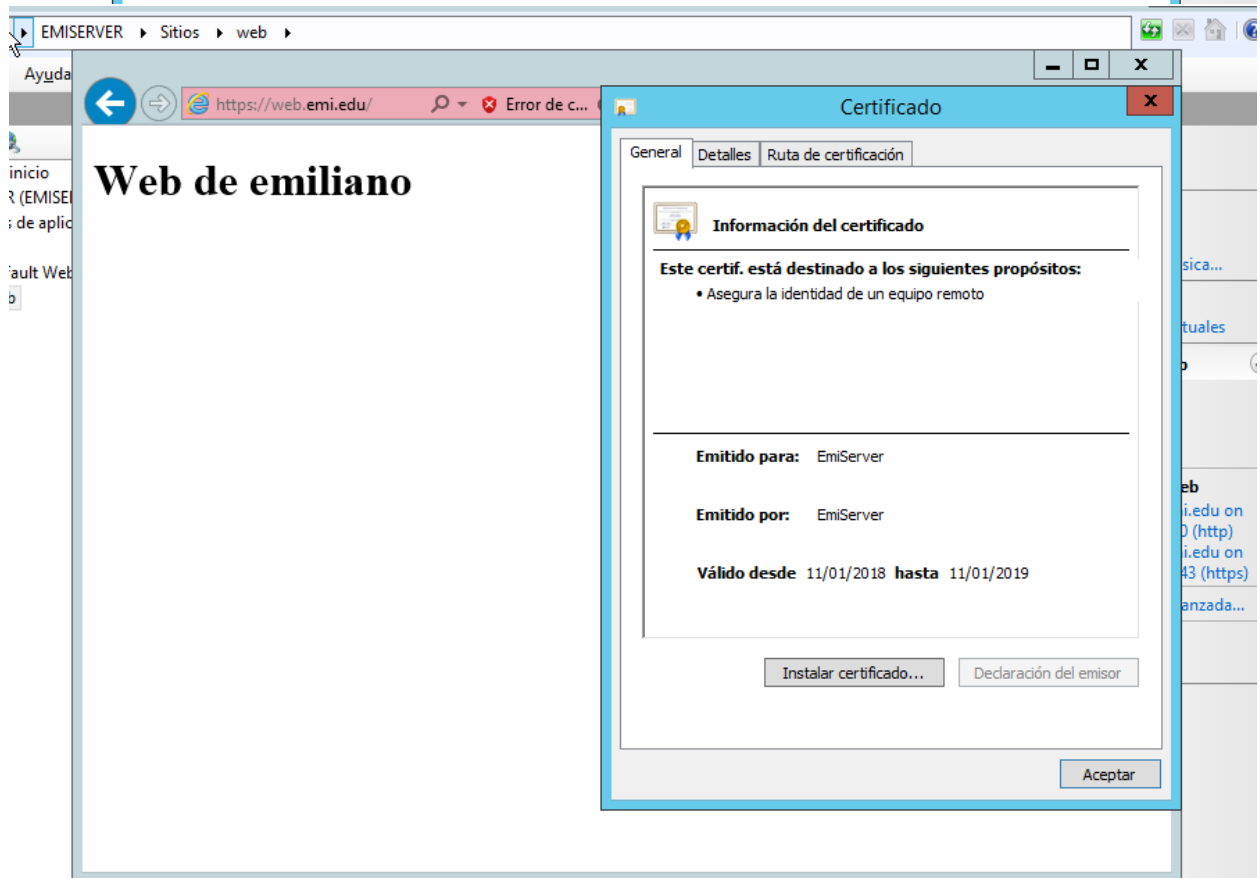 EMISERVER ▸ Sitios ▸ web ▸
Ayuda
https://web.emi.edu/
Error de c...
Certificado
x
inicio
R (EMISE
s de aplic
fault Web
b
Web de emiliano
General
Detalles
Ruta de certificación
Información del certificado
Este certif. está destinado a los siguientes propósitos:
• Asegura la identidad de un equipo remoto
Emitido para: EmiServer
Emitido por: EmiServer
Válido desde 11/01/2018 hasta 11/01/2019
Instalar certificado...
Declaración del emisor
Aceptar
sica...
tuales
eb
i.edu on
0 (http)
i.edu on
43 (https)
anzada...